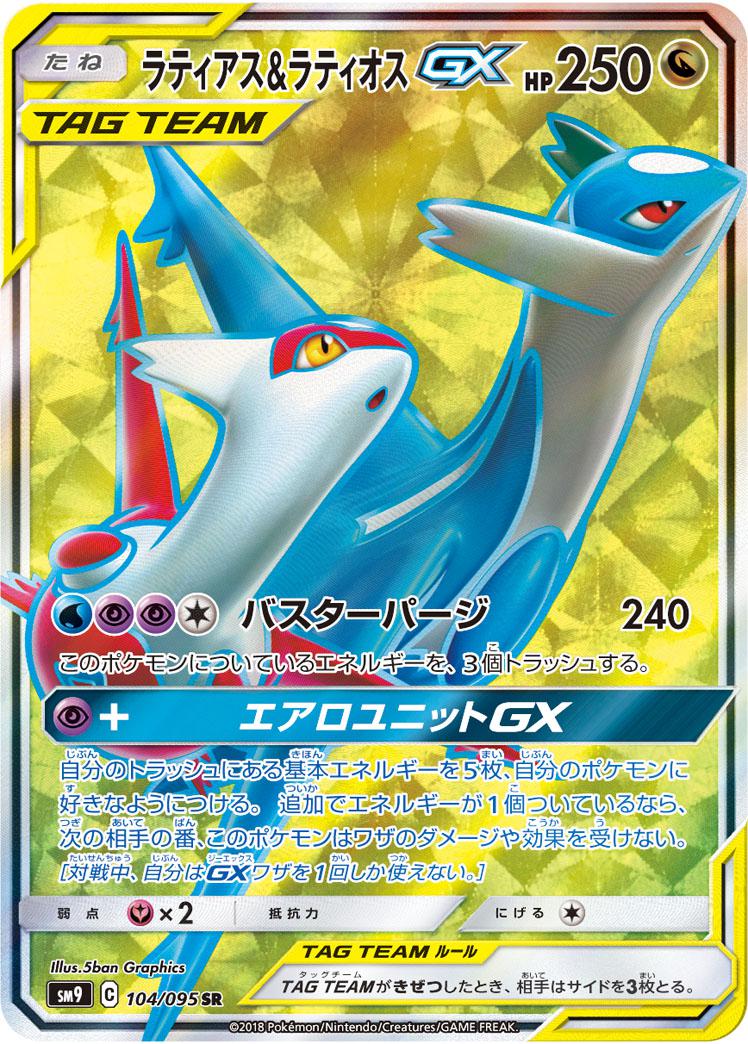 たね ラティアス&ラティオスGX HP250
TAG TEAM
バスターパージ 240
このポケモンについているエネルギーを、3個トラッシュする。
+ エアロユニットGX
自分のトラッシュにある基本エネルギーを5枚、自分のポケモンに
好きなようにつける。 追加でエネルギーが1個ついているなら、
次の相手の番、このポケモンはワザのダメージや効果を受けない。
[対戦中、自分はGXワザを1回しか使えない。]
弱点 ×2 抵抗力 にげる
TAG TEAM ルール
TAG TEAMがきぜつしたとき、相手はサイドを3枚とる。
Illus.5ban Graphics
SM9 C 104/095 SR
©2018 Pokémon/Nintendo/Creatures/GAME FREAK.